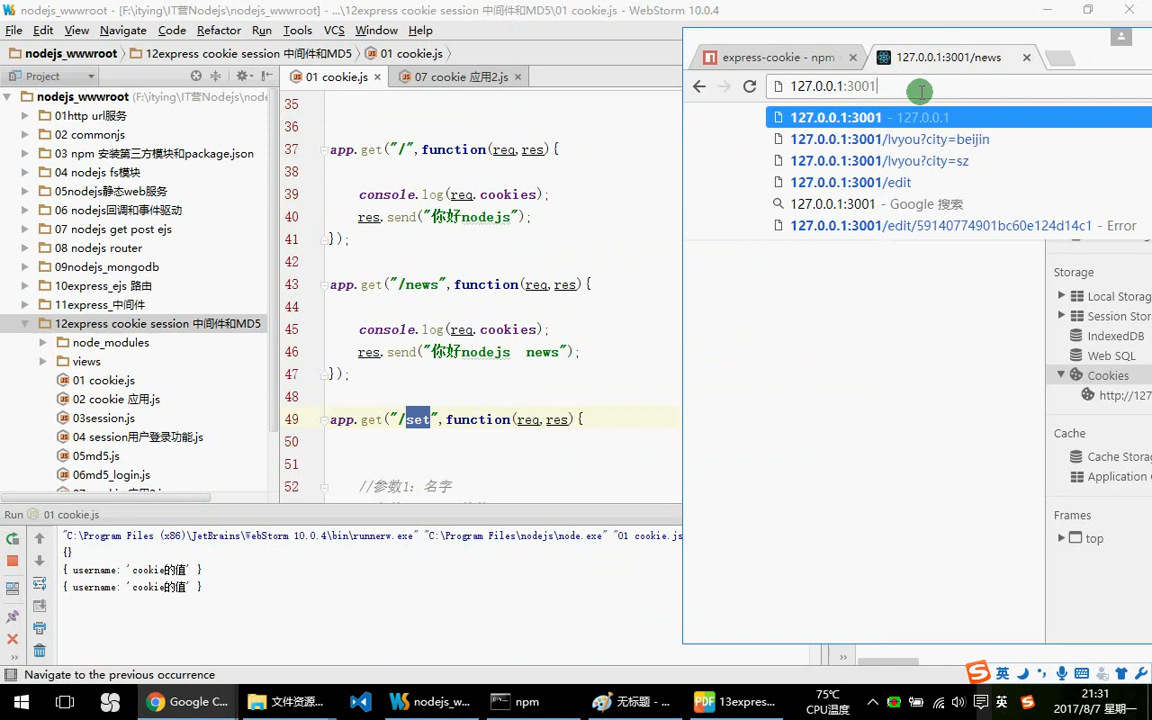 nodejs_wwwroot [F:\itying\IT营Nodejs\nodejs_wwwroot] - ...\12express cookie session 中间件和MD5\01 cookie.js - WebStorm 10.0.4
File Edit View Navigate Code Refactor Run Tools VCS Window Help
nodejs_wwwroot 12express cookie session 中间件和MD5 01 cookie.js
Project
01 cookie.js 07 cookie 应用2.js
nodejs_wwwroot (F:\itying\IT营Nodejs\node
01http url服务
02 commonjs
03 npm 安装第三方模块和package.json
04 nodejs fs模块
05nodejs静态web服务
06 nodejs回调和事件驱动
07 nodejs get post ejs
08 nodejs router
09nodejs_mongodb
10express_ejs 路由
11express_中间件
12express cookie session 中间件和MD5
node_modules
views
01 cookie.js
02 cookie 应用.js
03session.js
04 session用户登录功能.js
05md5.js
06md5_login.js
35
36
37 app.get("/",function(req,res){
38
39 console.log(req.cookies);
40 res.send("你好nodejs");
41 });
42
43 app.get("/news",function(req,res){
44
45 console.log(req.cookies);
46 res.send("你好nodejs  news");
47 });
48
49 app.get("/set",function(req,res){
50
51
52 //参数1：名字
express-cookie - npm 127.0.0.1:3001/news
127.0.0.1:3001
127.0.0.1:3001 - 127.0.0.1
127.0.0.1:3001/lvyou?city=beijin
127.0.0.1:3001/lvyou?city=sz
127.0.0.1:3001/edit
127.0.0.1:3001 - Google 搜索
127.0.0.1:3001/edit/59140774901bc60e124d14c1 - Error
Storage
Local Storag
Session Stor
IndexedDB
Web SQL
Cookies
http://127
Cache
Cache Storag
Application
Frames
top
Run 01 cookie.js
"C:\Program Files (x86)\JetBrains\WebStorm 10.0.4\bin\runnerw.exe" "C:\Program Files\nodejs\node.exe" "01 cookie.js
{}
{ username: 'cookie的值' }
{ username: 'cookie的值' }
Navigate to the previous occurrence
英
Google C...
文件资源...
nodejs_w...
npm
无标题 - ...
13expres...
75℃
CPU温度
英
21:31
2017/8/7 星期一